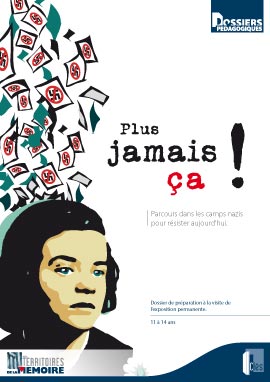 DOSSIERS
PÉDAGOGIQUES
Plus
jamais
ça !
Parcours dans les camps nazis
pour résister aujourd'hui.
Dossier de préparation à la visite de
l'exposition permanente.
11 à 14 ans
TERRITOIRES
DE LA MEMOIRE